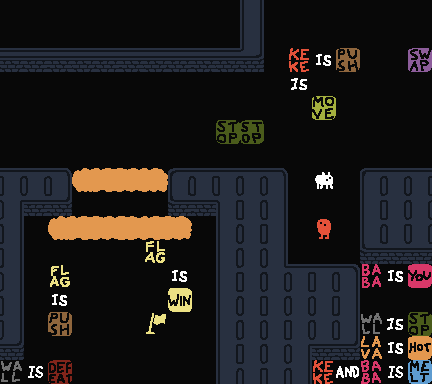 KEKE IS PUSH SWAP
IS
MOVE
STOP STOP
FLAG
FLAG IS BABA IS YOU
IS WIN
PUSH WALL IS STOP
LAVA IS HOT
WALL IS DEFEAT KEKE AND BABA IS MELT